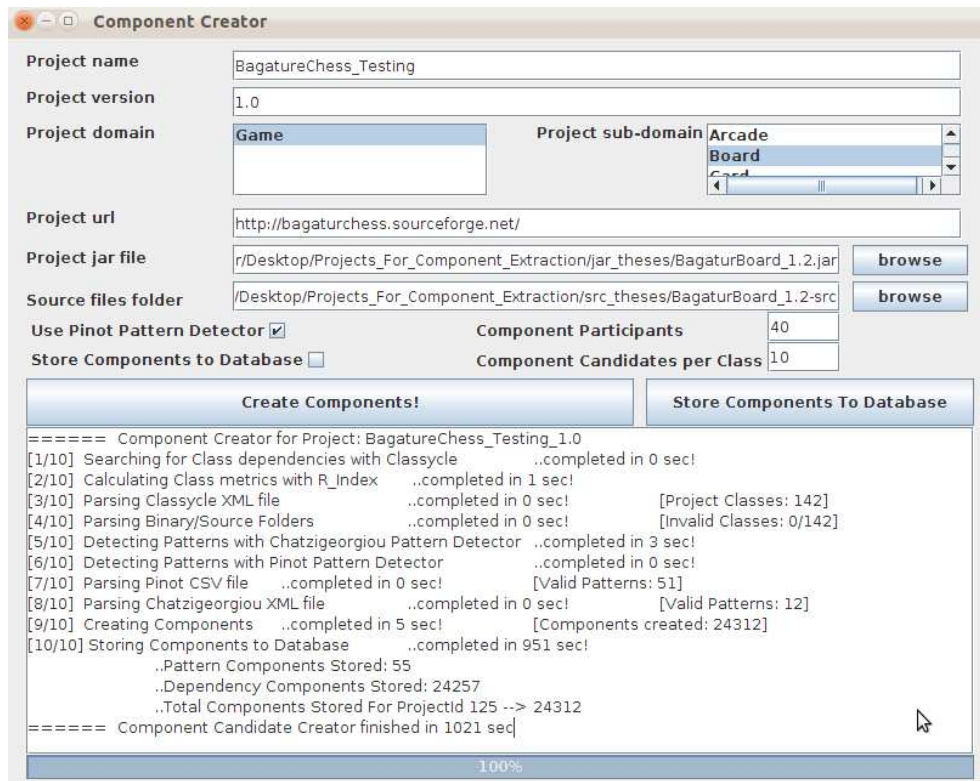 Component Creator
Project name BagatureChess_Testing
Project version 1.0
Project domain Game Project sub-domain Arcade
Board
Card
Project url http://bagaturchess.sourceforge.net/
Project jar file r/Desktop/Projects_For_Component_Extraction/jar_theses/BagaturBoard_1.2.jar browse
Source files folder /Desktop/Projects_For_Component_Extraction/src_theses/BagaturBoard_1.2-src browse
Use Pinot Pattern Detector Component Participants 40
Store Components to Database Component Candidates per Class 10
Create Components! Store Components To Database
====== Component Creator for Project: BagatureChess_Testing_1.0
[1/10] Searching for Class dependencies with Classycle ..completed in 0 sec!
[2/10] Calculating Class metrics with R_Index ..completed in 1 sec!
[3/10] Parsing Classycle XML file ..completed in 0 sec! [Project Classes: 142]
[4/10] Parsing Binary/Source Folders ..completed in 0 sec! [Invalid Classes: 0/142]
[5/10] Detecting Patterns with Chatzigeorgiou Pattern Detector ..completed in 3 sec!
[6/10] Detecting Patterns with Pinot Pattern Detector ..completed in 0 sec!
[7/10] Parsing Pinot CSV file ..completed in 0 sec! [Valid Patterns: 51]
[8/10] Parsing Chatzigeorgiou XML file ..completed in 0 sec! [Valid Patterns: 12]
[9/10] Creating Components ..completed in 5 sec! [Components created: 24312]
[10/10] Storing Components to Database ..completed in 951 sec!
..Pattern Components Stored: 55
..Dependency Components Stored: 24257
..Total Components Stored For ProjectId 125 --> 24312
====== Component Candidate Creator finished in 1021 sec
100%